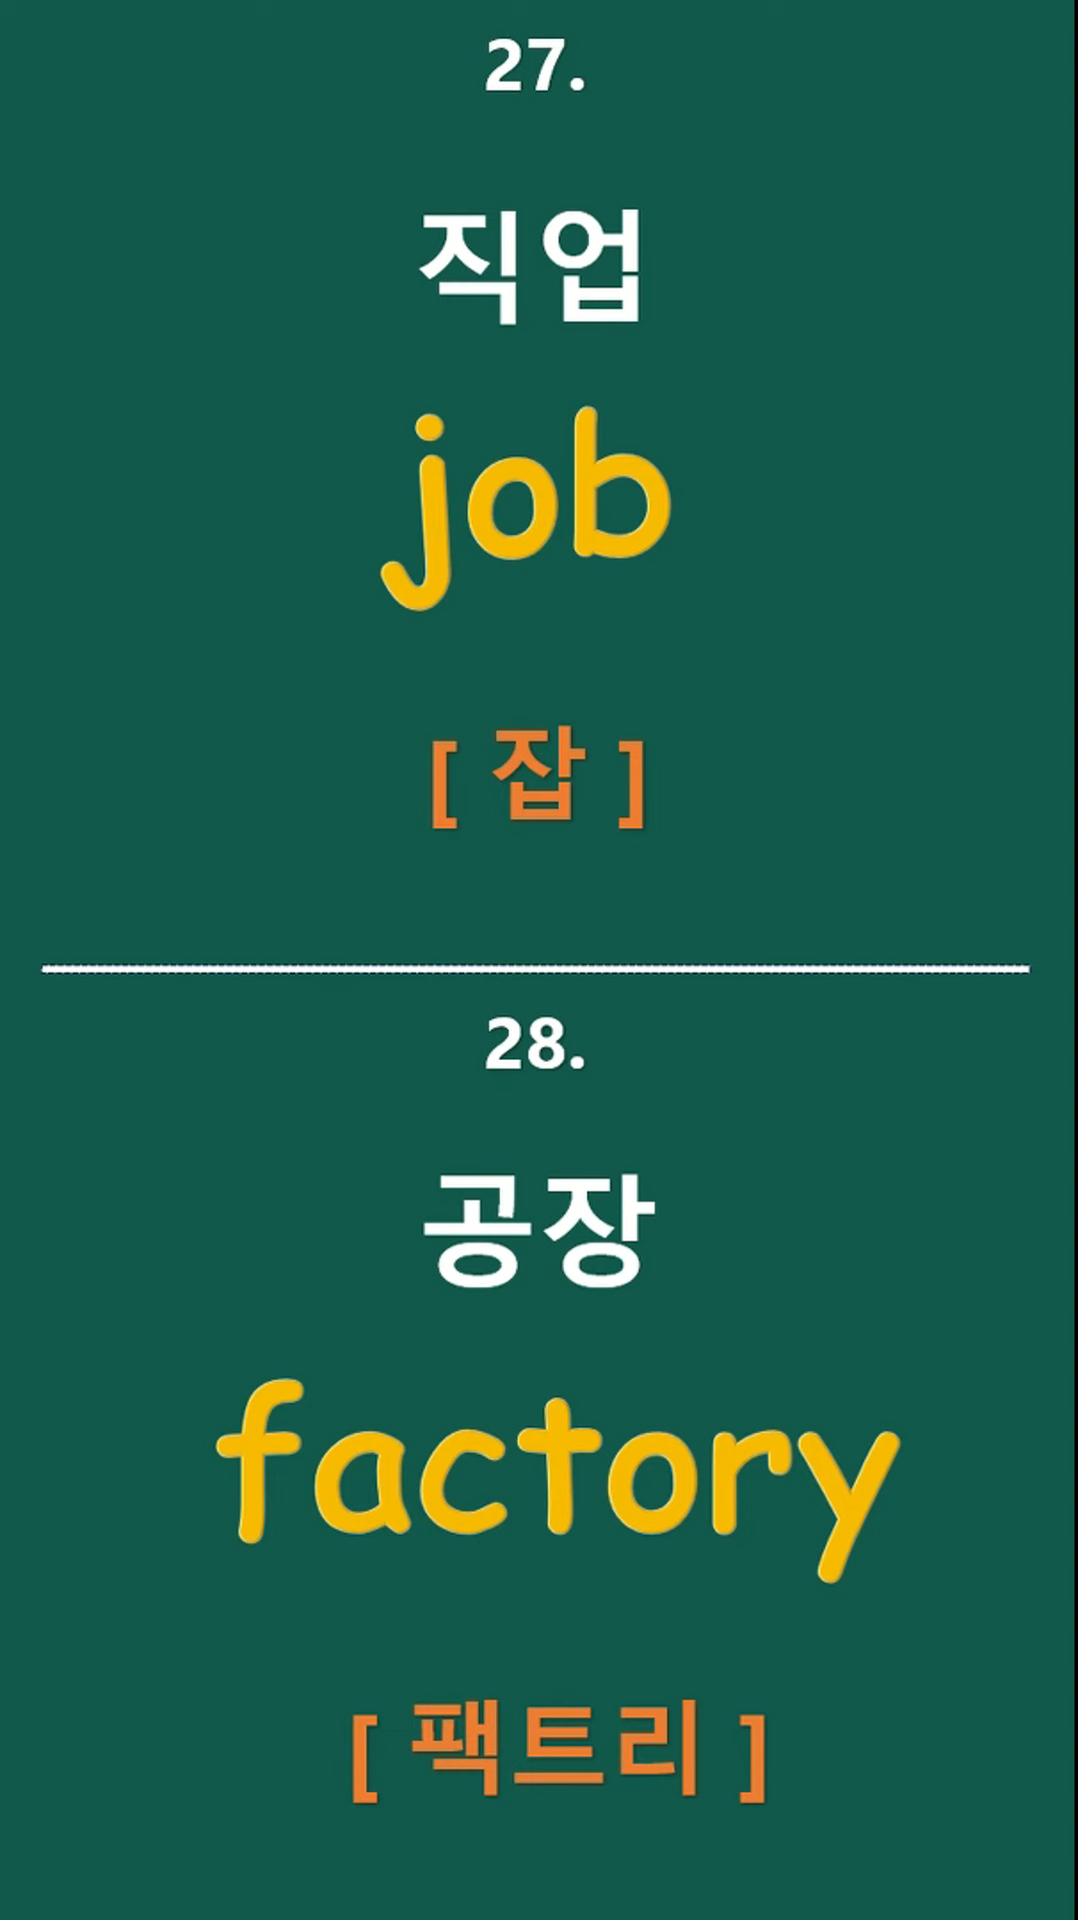 27.
직업
job
[ 잡 ]
28.
공장
factory
[ 팩트리 ]